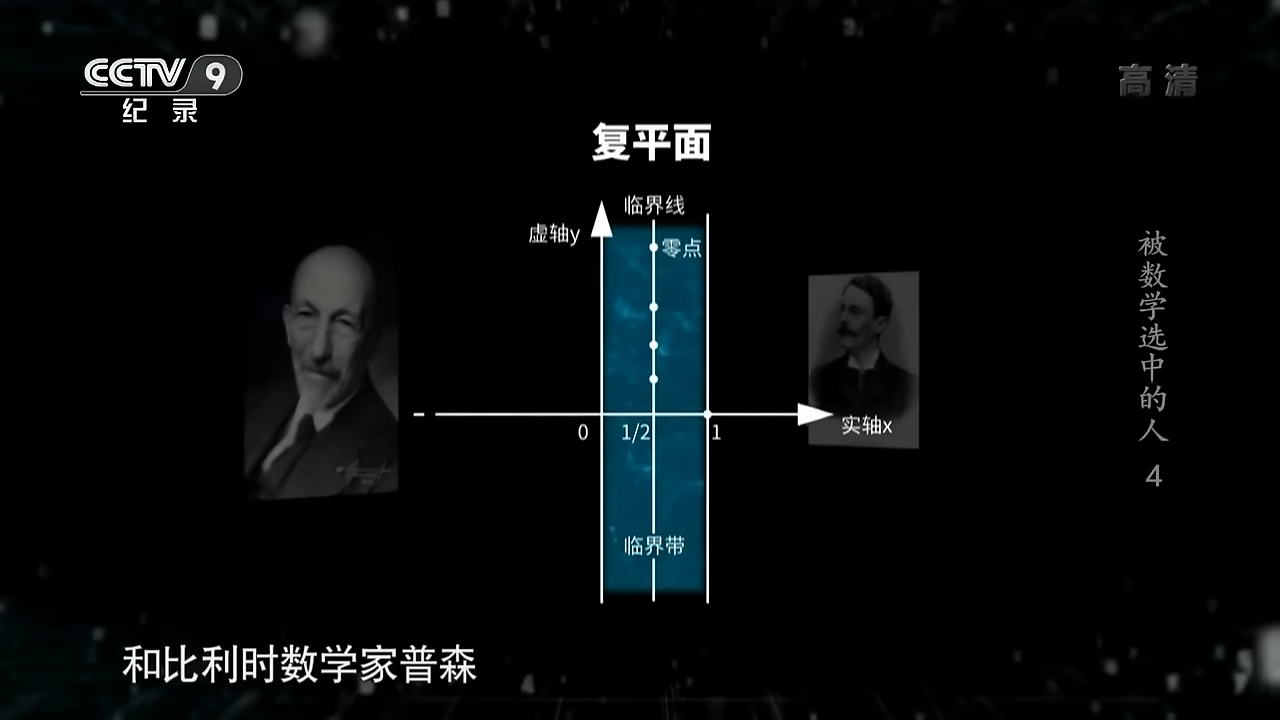 CCTV 9
纪录
高清
复平面
临界线
虚轴y
零点
0
1/2
1
实轴x
临界带
被数学选中的人 4
和比利时数学家普森